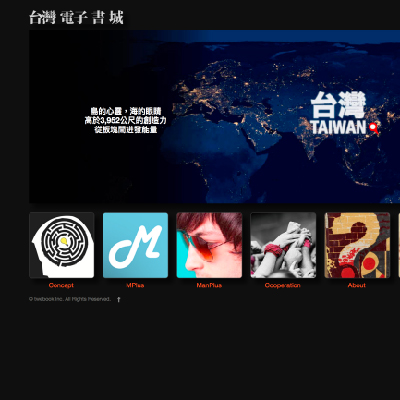 台灣電子書城
島的心靈，海的眼睛
高於3,952公尺的創造力
從版塊間迸發能量
台灣
TAIWAN
Concept
MPlus
ManPlus
Cooperation
About
© twebookinc. All Rights Reserved.